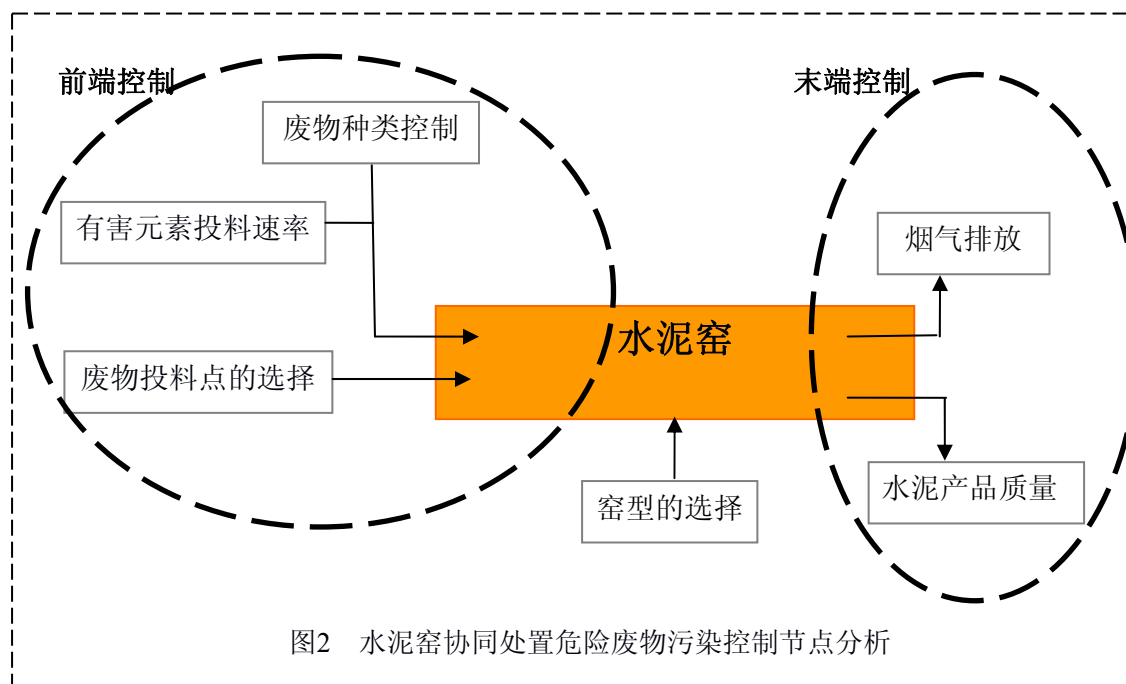 前端控制
末端控制
废物种类控制
有害元素投料速率
烟气排放
水泥窑
废物投料点的选择
水泥产品质量
窑型的选择
图2 水泥窑协同处置危险废物污染控制节点分析